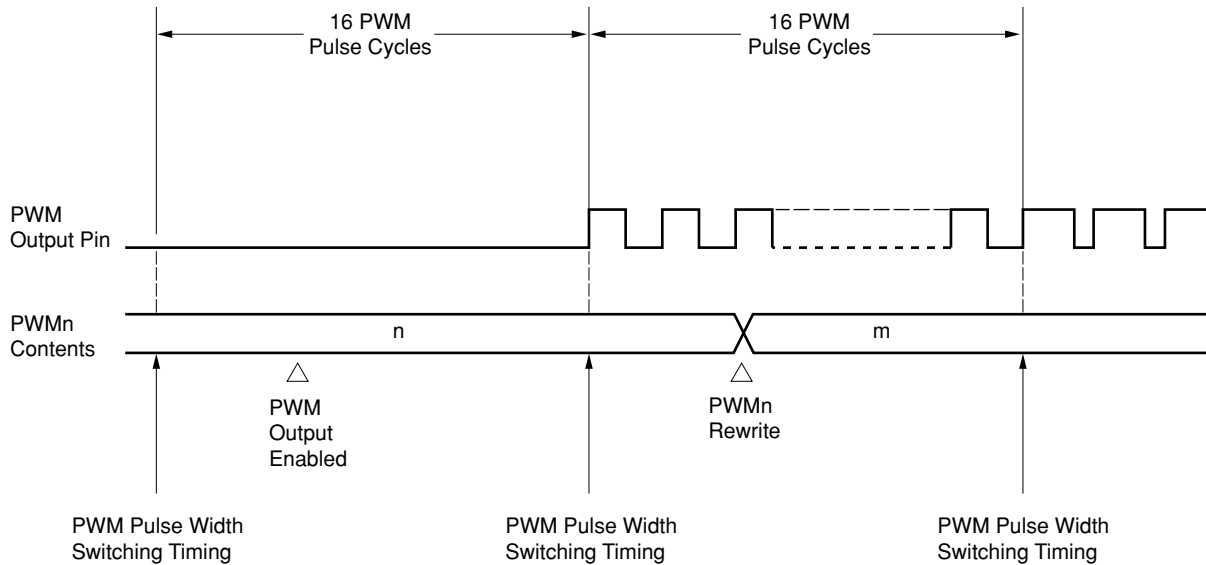 16 PWM
Pulse Cycles
16 PWM
Pulse Cycles
PWM
Output Pin
PWMn
Contents
n
m
PWM
Output
Enabled
PWMn
Rewrite
PWM Pulse Width
Switching Timing
PWM Pulse Width
Switching Timing
PWM Pulse Width
Switching Timing